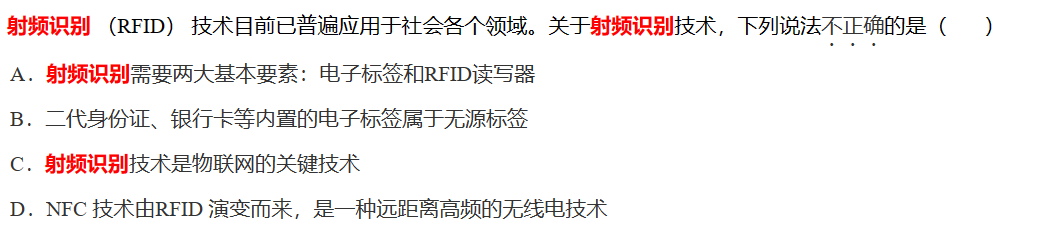 射频识别 （RFID） 技术目前已普遍应用于社会各个领域。关于射频识别技术，下列说法不正确的是（　　）
A．射频识别需要两大基本要素：电子标签和RFID读写器
B．二代身份证、银行卡等内置的电子标签属于无源标签
C．射频识别技术是物联网的关键技术
D．NFC 技术由RFID 演变而来，是一种远距离高频的无线电技术